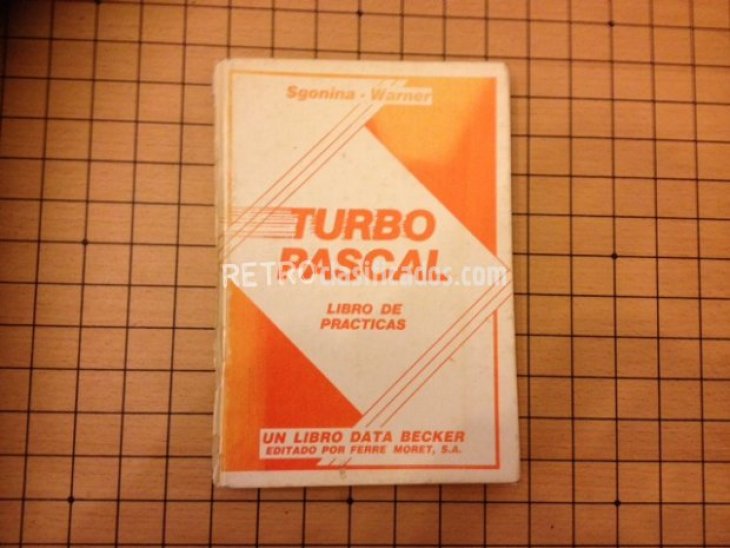 Sgonina - Warner
TURBO
PASCAL
RETROclasificados.com
LIBRO DE
PRACTICAS
UN LIBRO DATA BECKER
EDITADO POR FERRE MORET, S.A.